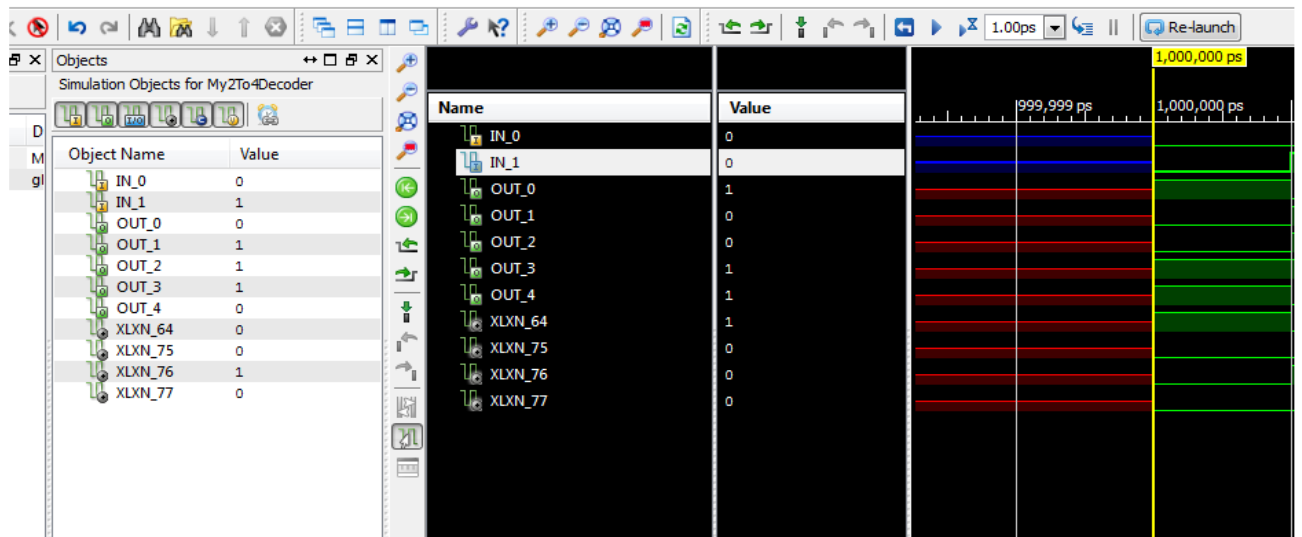 1.00ps Re-launch
Objects
Simulation Objects for My2To4Decoder
I O I/O C
D
M
gl
Object Name Value
IN_0 0
IN_1 1
OUT_0 0
OUT_1 1
OUT_2 1
OUT_3 1
OUT_4 0
XLXN_64 0
XLXN_75 0
XLXN_76 1
XLXN_77 0
1,000,000 ps
Name Value 999,999 ps 1,000,000 ps
IN_0 0
IN_1 0
OUT_0 1
OUT_1 0
OUT_2 0
OUT_3 1
OUT_4 1
XLXN_64 1
XLXN_75 0
XLXN_76 0
XLXN_77 0